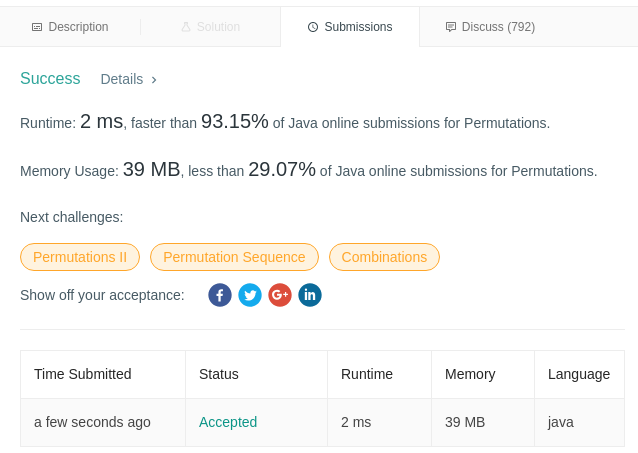 Description Solution Submissions Discuss (792)
Success Details >
Runtime: 2 ms, faster than 93.15% of Java online submissions for Permutations.
Memory Usage: 39 MB, less than 29.07% of Java online submissions for Permutations.
Next challenges:
Permutations II Permutation Sequence Combinations
Show off your acceptance: f G+ in
Time Submitted Status Runtime Memory Language
a few seconds ago Accepted 2 ms 39 MB java